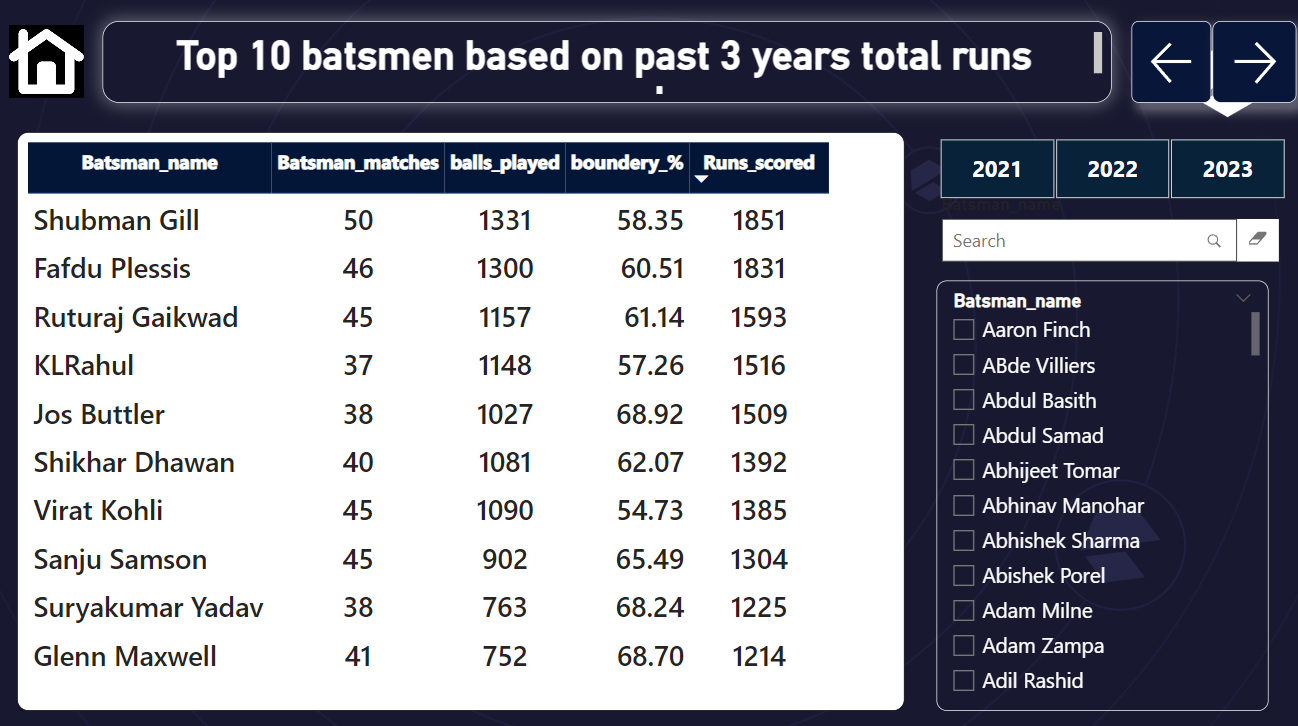 Top 10 batsmen based on past 3 years total runs
.
Batsman_name Batsman_matches balls_played boundery_% Runs_scored
Shubman Gill 50 1331 58.35 1851
Fafdu Plessis 46 1300 60.51 1831
Ruturaj Gaikwad 45 1157 61.14 1593
KLRahul 37 1148 57.26 1516
Jos Buttler 38 1027 68.92 1509
Shikhar Dhawan 40 1081 62.07 1392
Virat Kohli 45 1090 54.73 1385
Sanju Samson 45 902 65.49 1304
Suryakumar Yadav 38 763 68.24 1225
Glenn Maxwell 41 752 68.70 1214
2021 2022 2023
Batsman_name
Search
Batsman_name
Aaron Finch
ABde Villiers
Abdul Basith
Abdul Samad
Abhijeet Tomar
Abhinav Manohar
Abhishek Sharma
Abishek Porel
Adam Milne
Adam Zampa
Adil Rashid